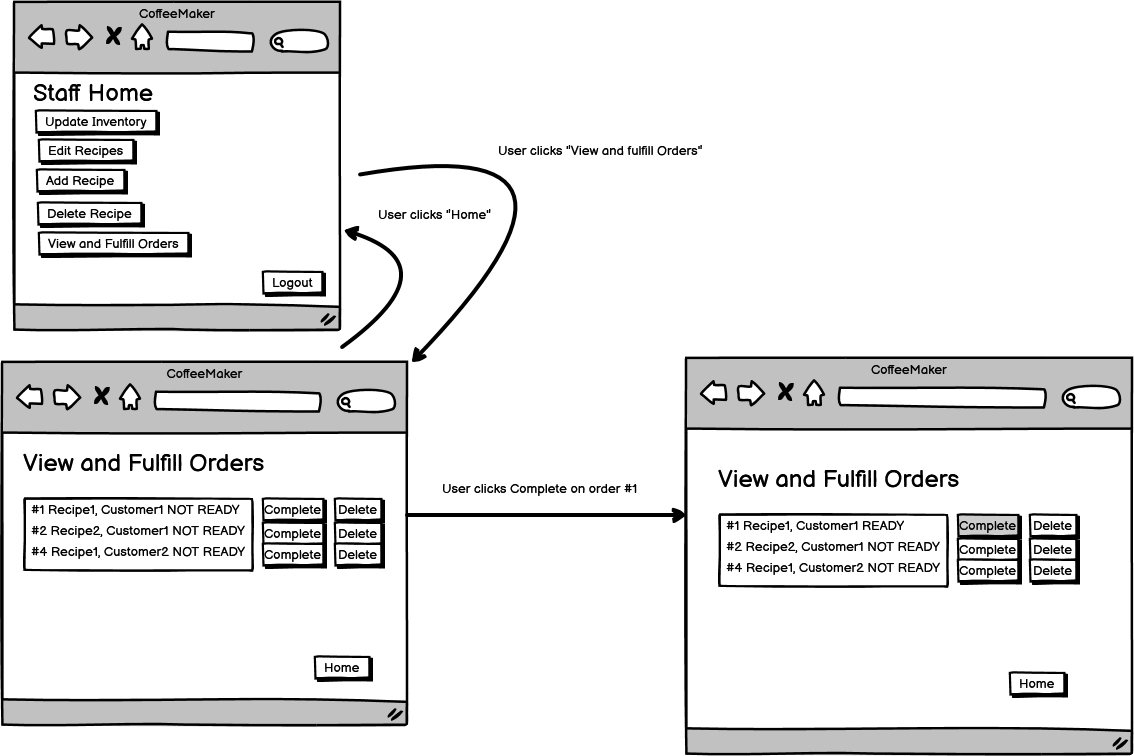 CoffeeMaker
Staff Home
Update Inventory
Edit Recipes
Add Recipe
Delete Recipe
View and Fulfill Orders
Logout
User clicks "View and fulfill Orders"
User clicks "Home"
CoffeeMaker
View and Fulfill Orders
#1 Recipe1, Customer1 NOT READY Complete Delete
#2 Recipe2, Customer1 NOT READY Complete Delete
#4 Recipe1, Customer2 NOT READY Complete Delete
Home
User clicks Complete on order #1
CoffeeMaker
View and Fulfill Orders
#1 Recipe1, Customer1 READY Complete Delete
#2 Recipe2, Customer1 NOT READY Complete Delete
#4 Recipe1, Customer2 NOT READY Complete Delete
Home